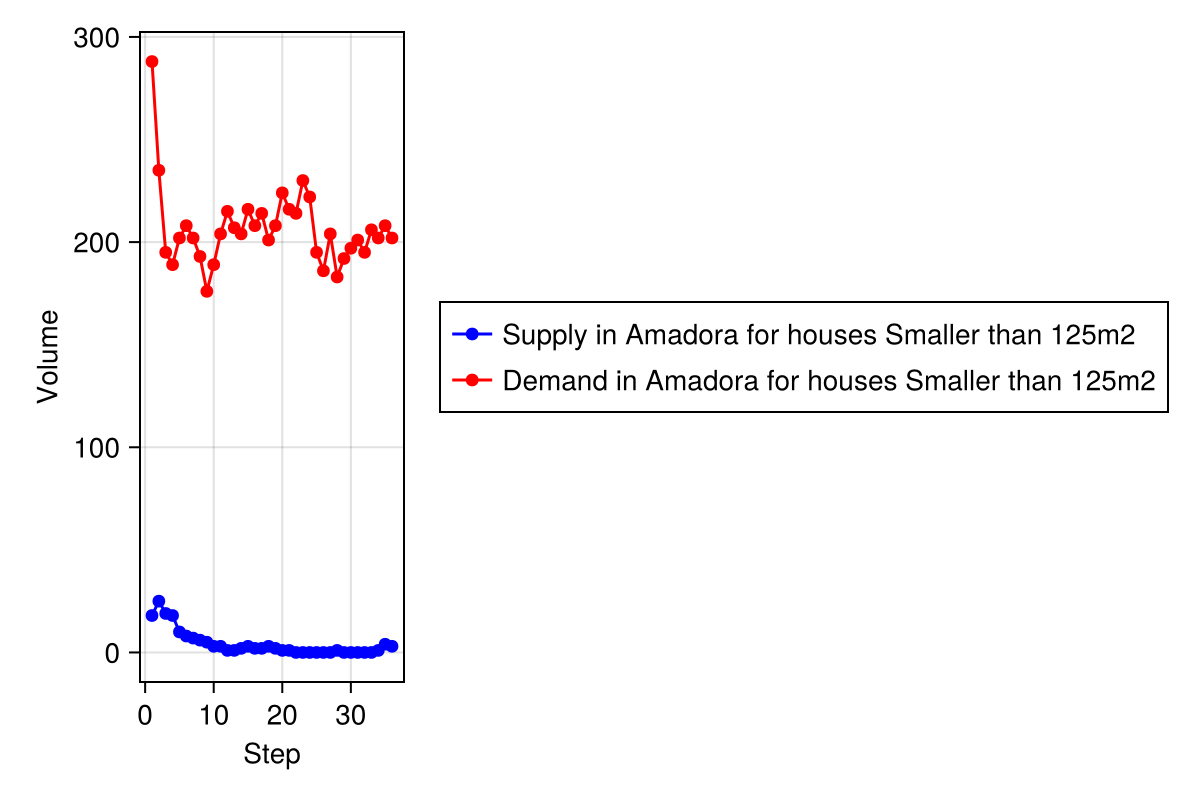 300
200
100
0
Volume
0 10 20 30
Step
Supply in Amadora for houses Smaller than 125m2
Demand in Amadora for houses Smaller than 125m2